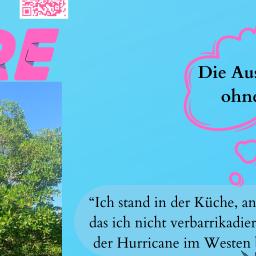 RE
Die Aus
ohne
“Ich stand in der Küche, an
das ich nicht verbarrikadier
der Hurricane im Westen